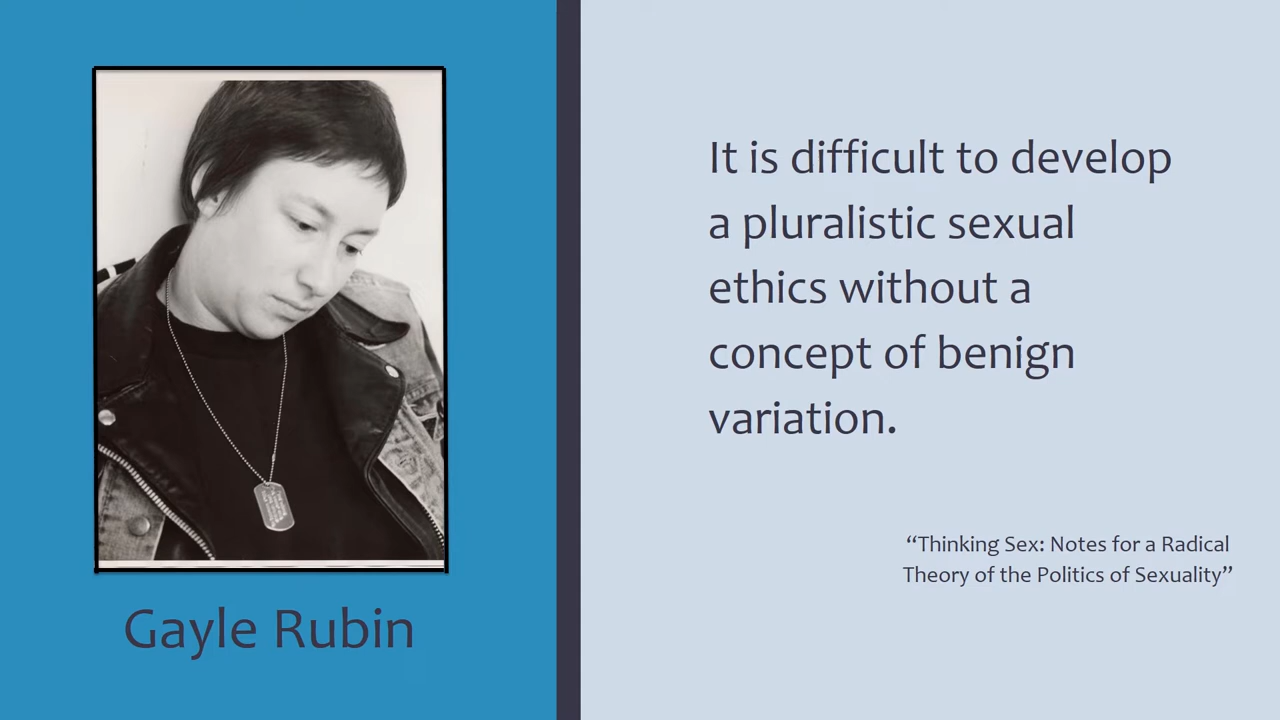 Gayle Rubin
It is difficult to develop
a pluralistic sexual
ethics without a
concept of benign
variation.
“Thinking Sex: Notes for a Radical
Theory of the Politics of Sexuality”